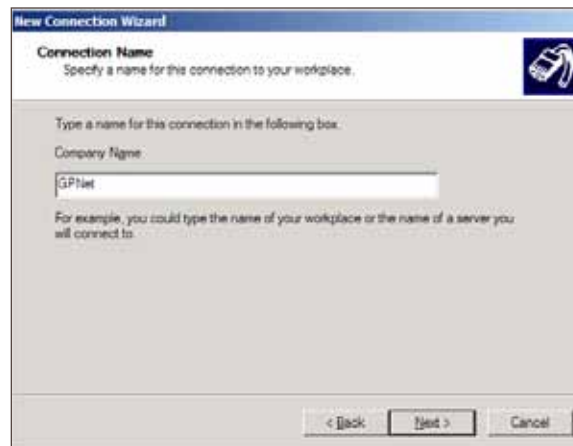 New Connection Wizard
Connection Name
Specify a name for this connection to your workplace.
Type a name for this connection in the following box.
Company Name
GPNet
For example, you could type the name of your workplace or the name of a server you
will connect to.
< Back
Next >
Cancel